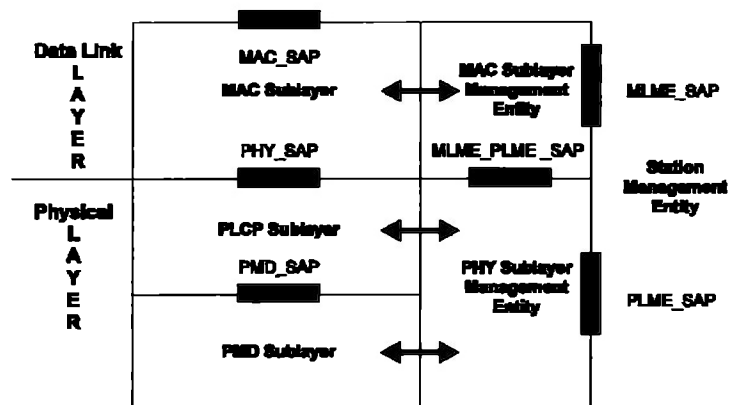 Data Link
L
A
Y
E
R
MAC_SAP
MAC Sublayer
MAC Sublayer
Management
Entity
MLME_SAP
PHY_SAP
MLME_PLME_SAP
Station
Management
Entity
Physical
L
A
Y
E
R
PLCP Sublayer
PMD_SAP
PHY Sublayer
Management
Entity
PLME_SAP
PMD Sublayer